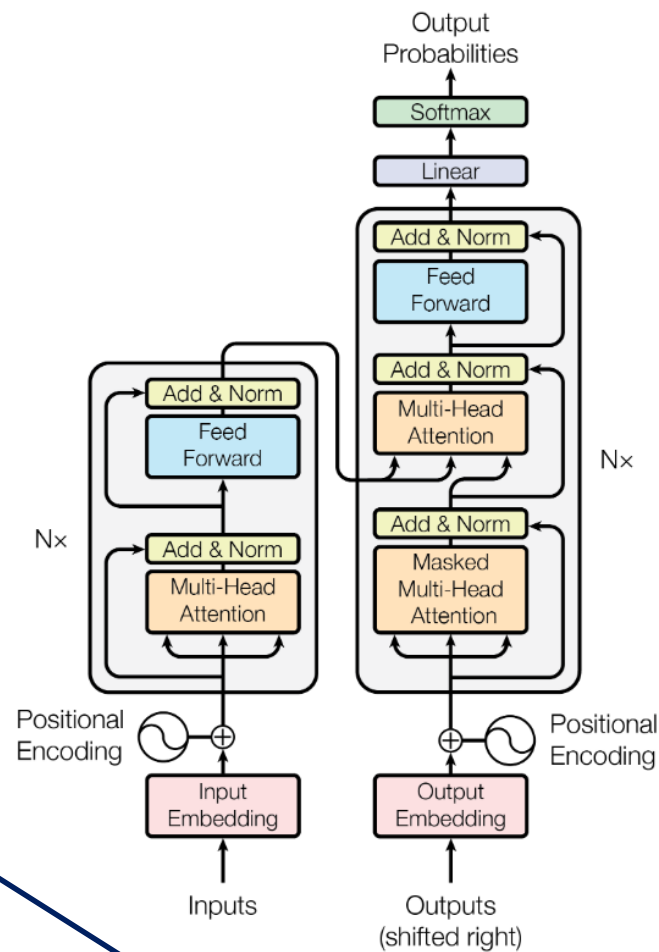 Output
Probabilities
Softmax
Linear
Add & Norm
Feed
Forward
Add & Norm
Multi-Head
Attention
Add & Norm
Masked
Multi-Head
Attention
N×
Add & Norm
Feed
Forward
Add & Norm
Multi-Head
Attention
N×
Positional
Encoding
Positional
Encoding
Input
Embedding
Output
Embedding
Inputs
Outputs
(shifted right)